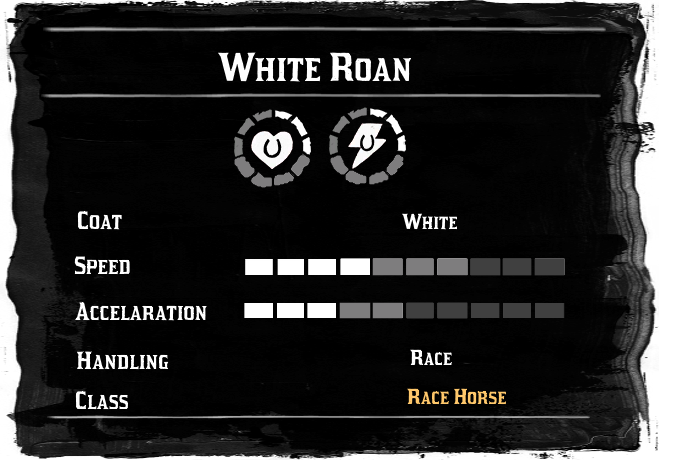 White Roan
Coat White
Speed
Accelaration
Handling Race
Class Race Horse